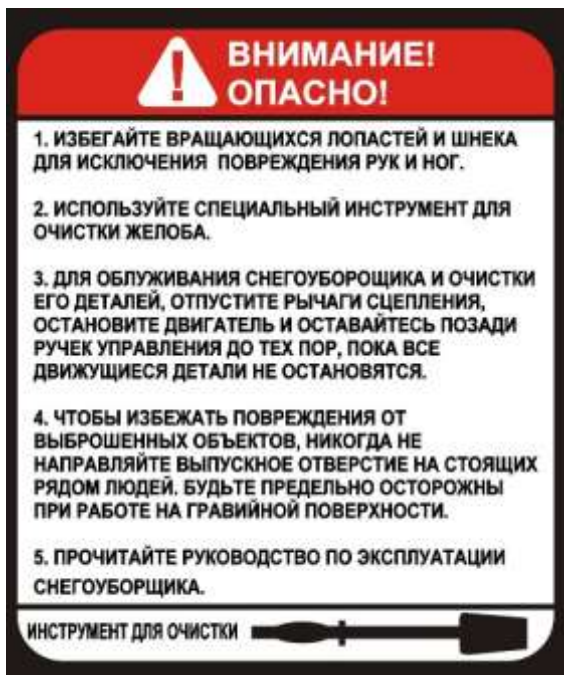 ВНИМАНИЕ!
ОПАСНО!
1. ИЗБЕГАЙТЕ ВРАЩАЮЩИХСЯ ЛОПАСТЕЙ И ШНЕКА
ДЛЯ ИСКЛЮЧЕНИЯ ПОВРЕЖДЕНИЯ РУК И НОГ.
2. ИСПОЛЬЗУЙТЕ СПЕЦИАЛЬНЫЙ ИНСТРУМЕНТ ДЛЯ
ОЧИСТКИ ЖЕЛОБА.
3. ДЛЯ ОБЛУЖИВАНИЯ СНЕГОУБОРОЩИКА И ОЧИСТКИ
ЕГО ДЕТАЛЕЙ, ОТПУСТИТЕ РЫЧАГИ СЦЕПЛЕНИЯ,
ОСТАНОВИТЕ ДВИГАТЕЛЬ И ОСТАВАЙТЕСЬ ПОЗАДИ
РУЧЕК УПРАВЛЕНИЯ ДО ТЕХ ПОР, ПОКА ВСЕ
ДВИЖУЩИЕСЯ ДЕТАЛИ НЕ ОСТАНОВЯТСЯ.
4. ЧТОБЫ ИЗБЕЖАТЬ ПОВРЕЖДЕНИЯ ОТ
ВЫБРОШЕННЫХ ОБЪЕКТОВ, НИКОГДА НЕ
НАПРАВЛЯЙТЕ ВЫПУСКНОЕ ОТВЕРСТИЕ НА СТОЯЩИХ
РЯДОМ ЛЮДЕЙ. БУДЬТЕ ПРЕДЕЛЬНО ОСТОРОЖНЫ
ПРИ РАБОТЕ НА ГРАВИЙНОЙ ПОВЕРХНОСТИ.
5. ПРОЧИТАЙТЕ РУКОВОДСТВО ПО ЭКСПЛУАТАЦИИ
СНЕГОУБОРЩИКА.
ИНСТРУМЕНТ ДЛЯ ОЧИСТКИ